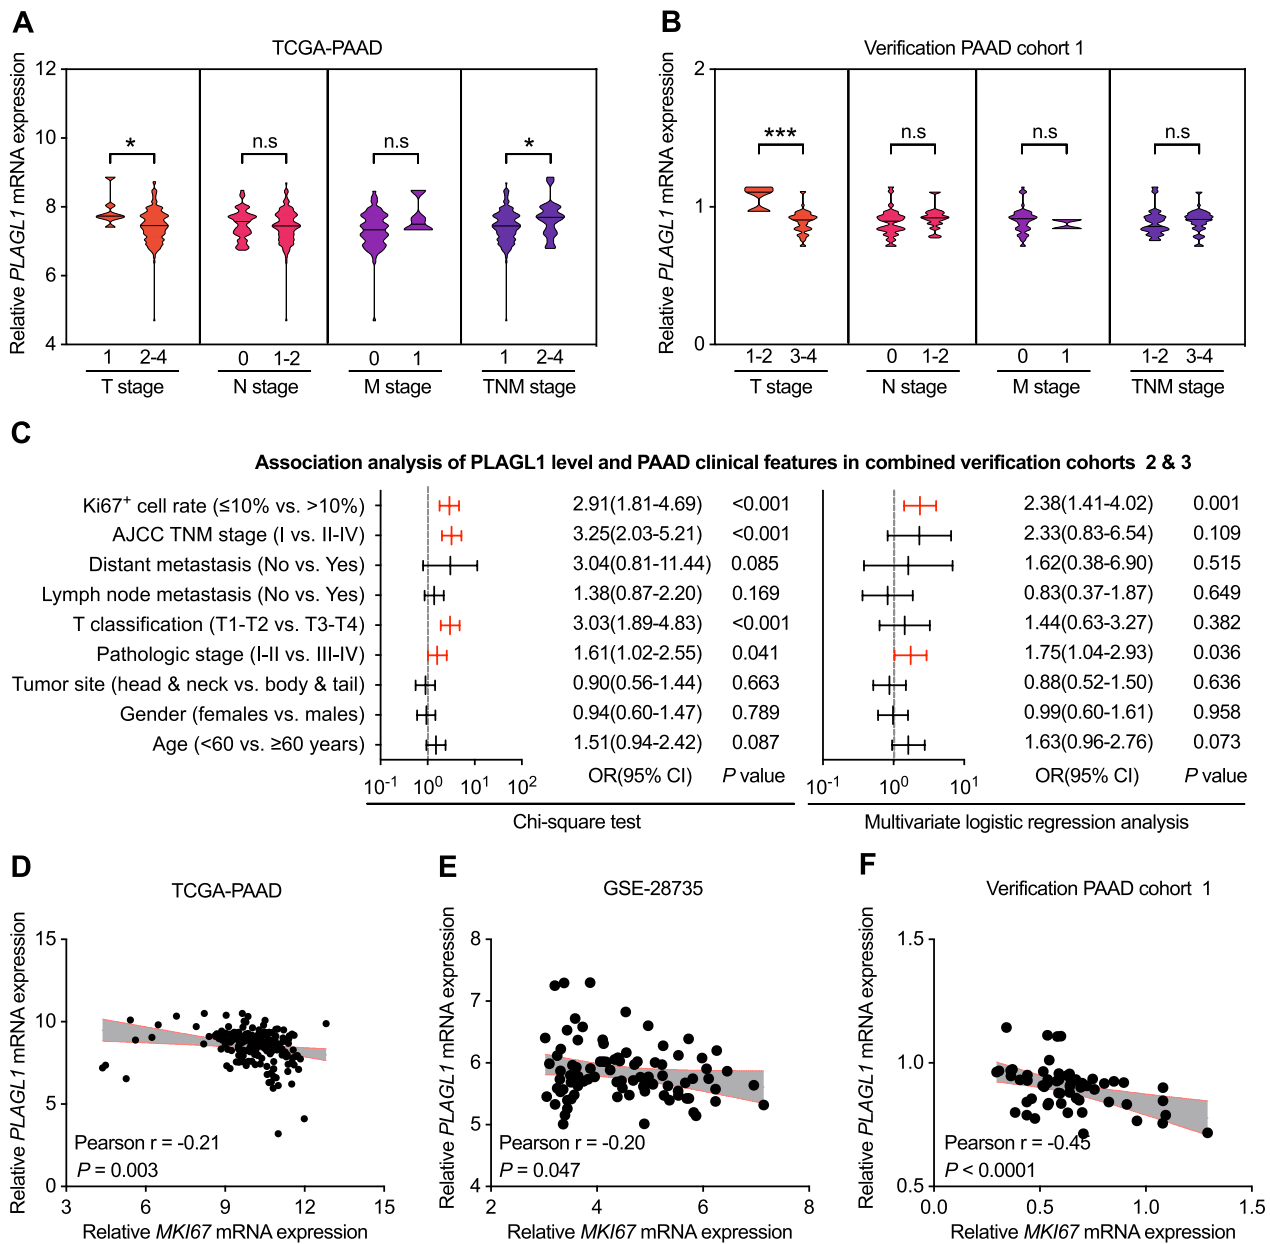 A
TCGA-PAAD
Relative PLAGL1 mRNA expression
12
10
8
6
4
*
n.s
n.s
*
1 2-4 0 1-2 0 1 1 2-4
T stage N stage M stage TNM stage
B
Verification PAAD cohort 1
Relative PLAGL1 mRNA expression
2
1
0
***
n.s
n.s
n.s
1-2 3-4 0 1-2 0 1 1-2 3-4
T stage N stage M stage TNM stage
C
Association analysis of PLAGL1 level and PAAD clinical features in combined verification cohorts 2 & 3
Ki67+ cell rate (≤10% vs. >10%) 2.91(1.81-4.69) <0.001 2.38(1.41-4.02) 0.001
AJCC TNM stage (I vs. II-IV) 3.25(2.03-5.21) <0.001 2.33(0.83-6.54) 0.109
Distant metastasis (No vs. Yes) 3.04(0.81-11.44) 0.085 1.62(0.38-6.90) 0.515
Lymph node metastasis (No vs. Yes) 1.38(0.87-2.20) 0.169 0.83(0.37-1.87) 0.649
T classification (T1-T2 vs. T3-T4) 3.03(1.89-4.83) <0.001 1.44(0.63-3.27) 0.382
Pathologic stage (I-II vs. III-IV) 1.61(1.02-2.55) 0.041 1.75(1.04-2.93) 0.036
Tumor site (head & neck vs. body & tail) 0.90(0.56-1.44) 0.663 0.88(0.52-1.50) 0.636
Gender (females vs. males) 0.94(0.60-1.47) 0.789 0.99(0.60-1.61) 0.958
Age (<60 vs. ≥60 years) 1.51(0.94-2.42) 0.087 1.63(0.96-2.76) 0.073
10-1 100 101 102 OR(95% CI) P value 10-1 100 101 OR(95% CI) P value
Chi-square test Multivariate logistic regression analysis
D
TCGA-PAAD
Relative PLAGL1 mRNA expression
15
10
5
0
Pearson r = -0.21
P = 0.003
3 6 9 12 15
Relative MKI67 mRNA expression
E
GSE-28735
Relative PLAGL1 mRNA expression
8
7
6
5
4
Pearson r = -0.20
P = 0.047
2 4 6 8
Relative MKI67 mRNA expression
F
Verification PAAD cohort 1
Relative PLAGL1 mRNA expression
1.5
1.0
0.5
Pearson r = -0.45
P < 0.0001
0.0 0.5 1.0 1.5
Relative MKI67 mRNA expression